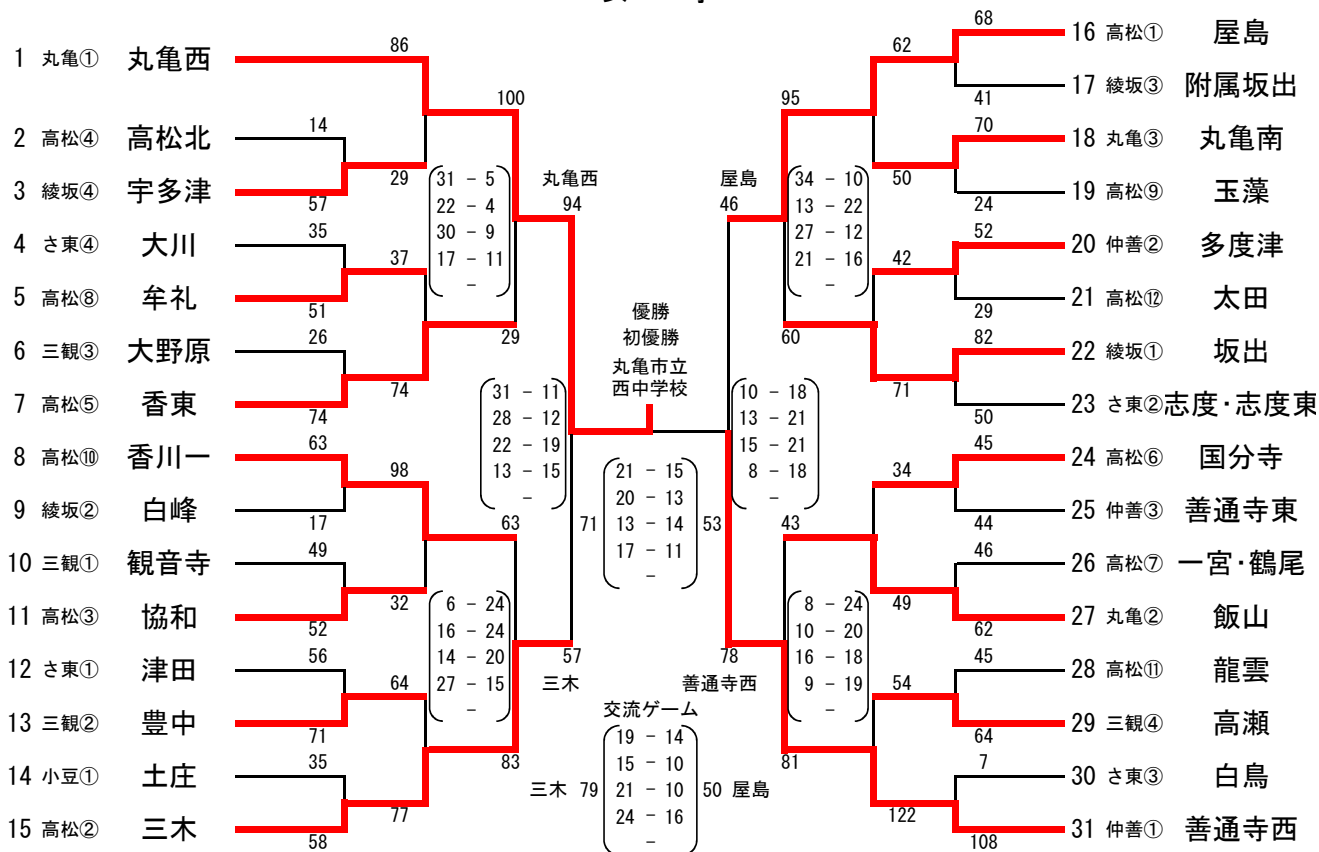 1 丸亀① 丸亀西
2 高松④ 高松北
3 綾坂④ 宇多津
4 さ東④ 大川
5 高松⑧ 牟礼
6 三観③ 大野原
7 高松⑤ 香東
8 高松⑩ 香川一
9 綾坂② 白峰
10 三観① 観音寺
11 高松③ 協和
12 さ東① 津田
13 三観② 豊中
14 小豆① 土庄
15 高松② 三木
86
14
57
35
51
26
74
63
17
49
52
56
71
35
58
29
37
74
98
32
64
77
100
29
63
83
31 - 5
22 - 4
30 - 9
17 - 11
-
6 - 24
16 - 24
14 - 20
27 - 15
-
丸亀西
94
31 - 11
28 - 12
22 - 19
13 - 15
-
57
三木
優勝
初優勝
丸亀市立
西中学校
71
21 - 15
20 - 13
13 - 14
17 - 11
-
53
交流ゲーム
三木 79
19 - 14
15 - 10
21 - 10
24 - 16
-
50 屋島
屋島
46
10 - 18
13 - 21
15 - 21
8 - 18
-
78
善通寺西
95
34 - 10
13 - 22
27 - 12
21 - 16
-
60
43
8 - 24
10 - 20
16 - 18
9 - 19
-
81
62
50
42
71
34
49
54
122
68
41
70
24
52
29
82
50
45
44
46
62
45
64
7
108
16 高松① 屋島
17 綾坂③ 附属坂出
18 丸亀③ 丸亀南
19 高松⑨ 玉藻
20 仲善② 多度津
21 高松⑫ 太田
22 綾坂① 坂出
23 さ東② 志度・志度東
24 高松⑥ 国分寺
25 仲善③ 善通寺東
26 高松⑦ 一宮・鶴尾
27 丸亀② 飯山
28 高松⑪ 龍雲
29 三観④ 高瀬
30 さ東③ 白鳥
31 仲善① 善通寺西